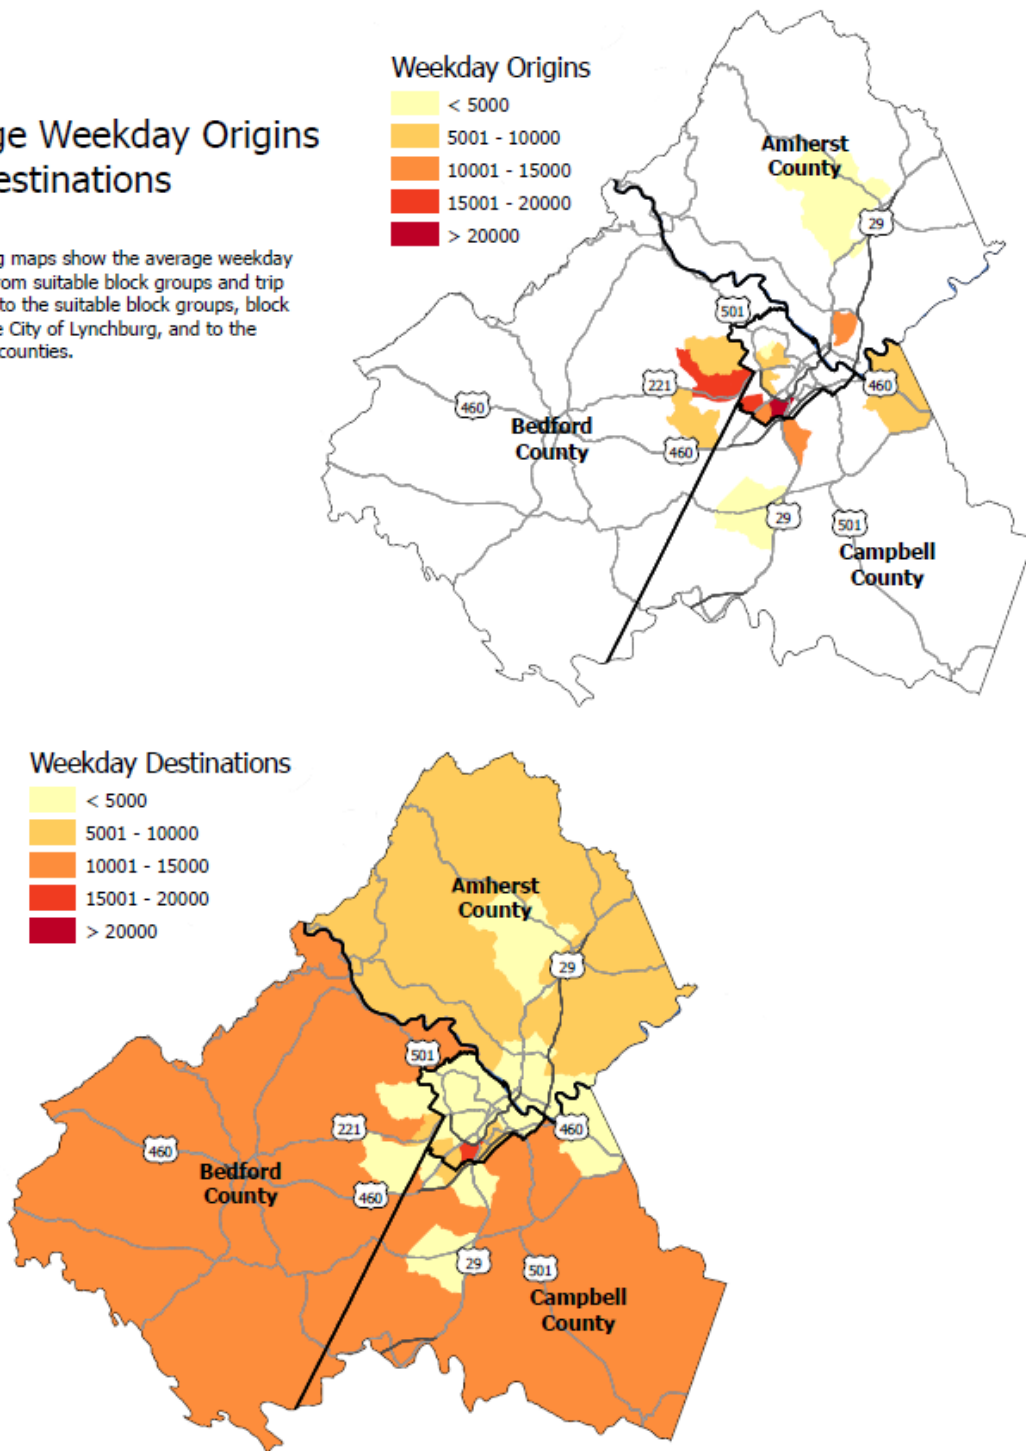 ge Weekday Origins
estinations
g maps show the average weekday
rom suitable block groups and trip
to the suitable block groups, block
e City of Lynchburg, and to the
counties.
Weekday Origins
< 5000
5001 - 10000
10001 - 15000
15001 - 20000
> 20000
Amherst
County
29
501
221
460
460
Bedford
County
460
460
29
501
Campbell
County
Weekday Destinations
< 5000
5001 - 10000
10001 - 15000
15001 - 20000
> 20000
Amherst
County
29
501
221
460
460
Bedford
County
460
29
501
Campbell
County